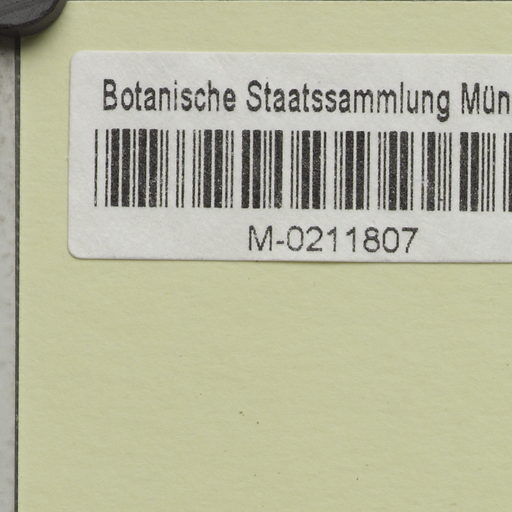 Botanische Staatssammlung Mün
M-0211807